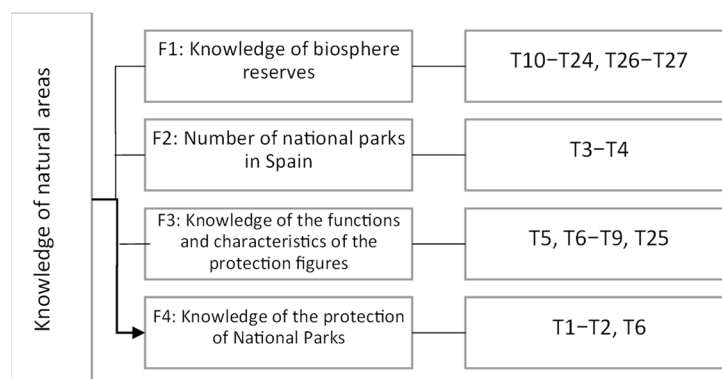 Knowledge of natural areas
F1: Knowledge of biosphere
reserves
T10−T24, T26−T27
F2: Number of national parks
in Spain
T3−T4
F3: Knowledge of the functions
and characteristics of the
protection figures
T5, T6−T9, T25
F4: Knowledge of the protection
of National Parks
T1−T2, T6